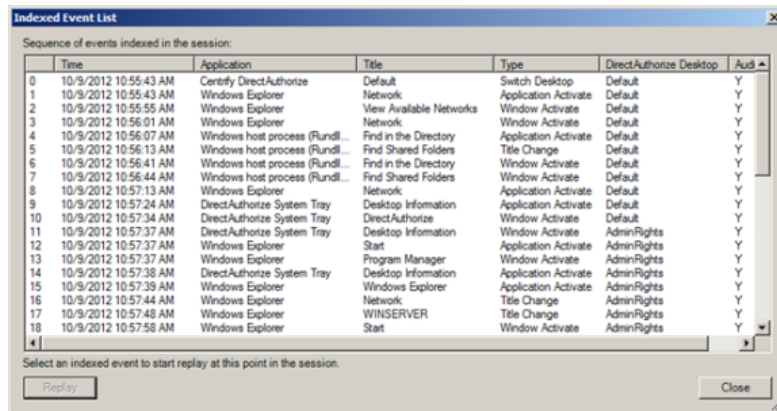 Indexed Event List
Sequence of events indexed in the session:
Time Application Title Type DirectAuthorize Desktop Audi
0 10/9/2012 10:55:43 AM Centrify DirectAuthorize Default Switch Desktop Default Y
1 10/9/2012 10:55:43 AM Windows Explorer Network Application Activate Default Y
2 10/9/2012 10:55:55 AM Windows Explorer View Available Networks Window Activate Default Y
3 10/9/2012 10:56:01 AM Windows Explorer Network Window Activate Default Y
4 10/9/2012 10:56:07 AM Windows host process (Rundl... Find in the Directory Application Activate Default Y
5 10/9/2012 10:56:13 AM Windows host process (Rundl... Find Shared Folders Title Change Default Y
6 10/9/2012 10:56:41 AM Windows host process (Rundl... Find in the Directory Window Activate Default Y
7 10/9/2012 10:56:44 AM Windows host process (Rundl... Find Shared Folders Window Activate Default Y
8 10/9/2012 10:57:13 AM Windows Explorer Network Application Activate Default Y
9 10/9/2012 10:57:24 AM DirectAuthorize System Tray Desktop Information Application Activate Default Y
10 10/9/2012 10:57:34 AM DirectAuthorize System Tray DirectAuthorize Window Activate Default Y
11 10/9/2012 10:57:37 AM DirectAuthorize System Tray Desktop Information Window Activate AdminRights Y
12 10/9/2012 10:57:37 AM Windows Explorer Start Application Activate AdminRights Y
13 10/9/2012 10:57:37 AM Windows Explorer Program Manager Window Activate AdminRights Y
14 10/9/2012 10:57:38 AM DirectAuthorize System Tray Desktop Information Application Activate AdminRights Y
15 10/9/2012 10:57:39 AM Windows Explorer Windows Explorer Application Activate AdminRights Y
16 10/9/2012 10:57:44 AM Windows Explorer Network Title Change AdminRights Y
17 10/9/2012 10:57:48 AM Windows Explorer WINSERVER Title Change AdminRights Y
18 10/9/2012 10:57:58 AM Windows Explorer Start Window Activate AdminRights Y
Select an indexed event to start replay at this point in the session.
Replay Close